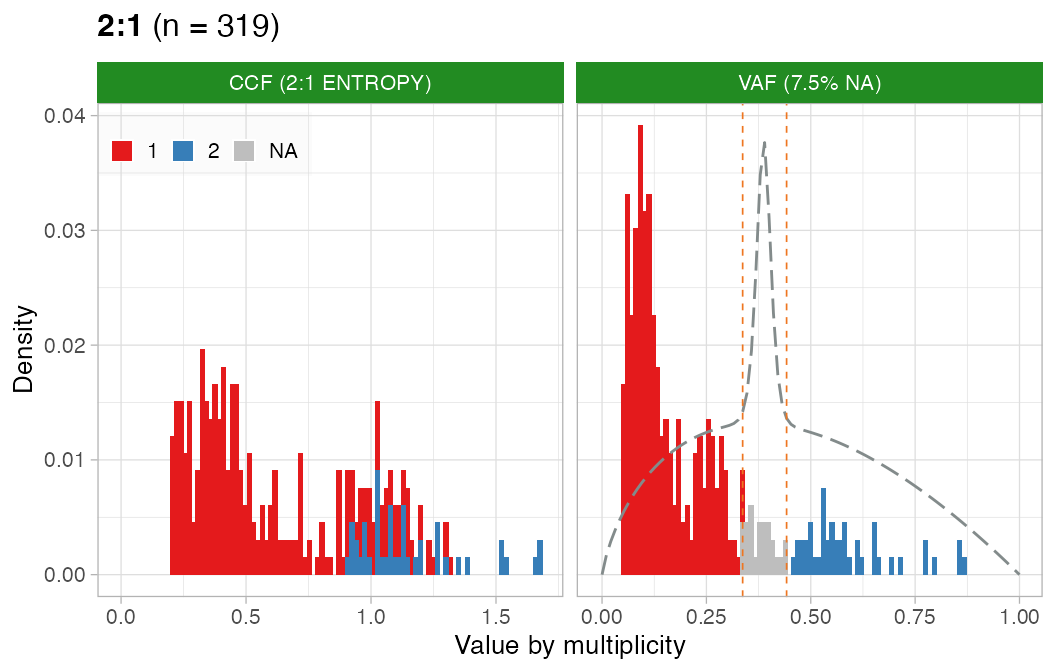 2:1 (n = 319)
CCF (2:1 ENTROPY)
VAF (7.5% NA)
0.04
0.03
0.02
0.01
0.00
Density
1 2 NA
0.0 0.5 1.0 1.5
0.00 0.25 0.50 0.75 1.00
Value by multiplicity